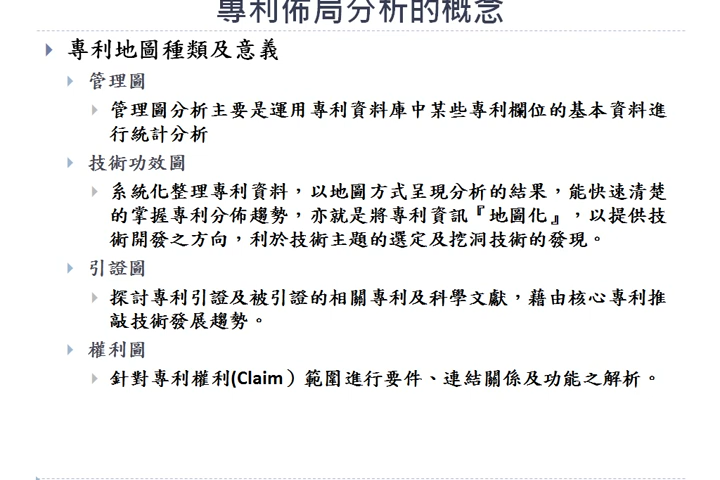 專利佈局分析的概念
專利地圖種類及意義
管理圖
管理圖分析主要是運用專利資料庫中某些專利欄位的基本資料進
行統計分析
技術功效圖
系統化整理專利資料，以地圖方式呈現分析的結果，能快速清楚
的掌握專利分佈趨勢，亦就是將專利資訊『地圖化』，以提供技
術開發之方向，利於技術主題的選定及挖洞技術的發現。
引證圖
探討專利引證及被引證的相關專利及科學文獻，藉由核心專利推
敲技術發展趨勢。
權利圖
針對專利權利(Claim）範圍進行要件、連結關係及功能之解析。